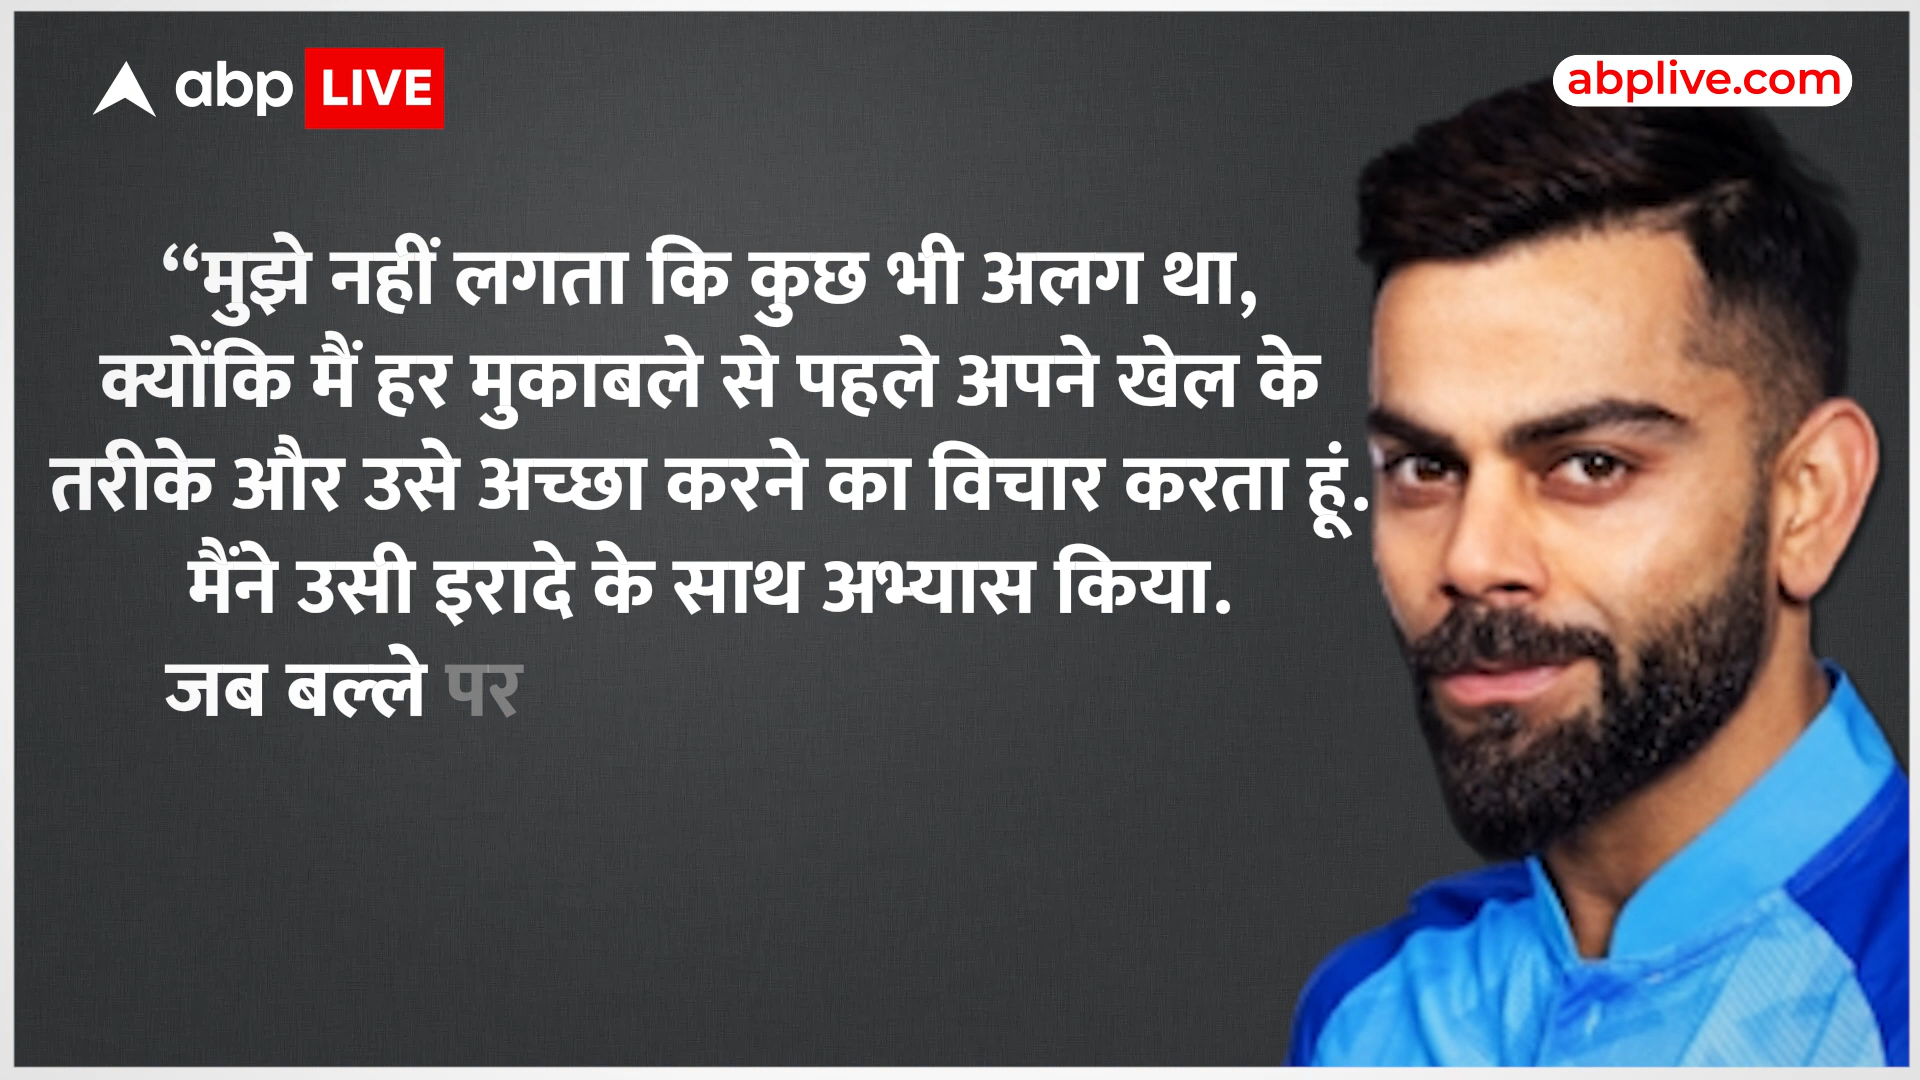 abp LIVE
abplive.com
“मुझे नहीं लगता कि कुछ भी अलग था,
क्योंकि मैं हर मुकाबले से पहले अपने खेल के
तरीके और उसे अच्छा करने का विचार करता हूं.
मैंने उसी इरादे के साथ अभ्यास किया.
जब बल्ले पर